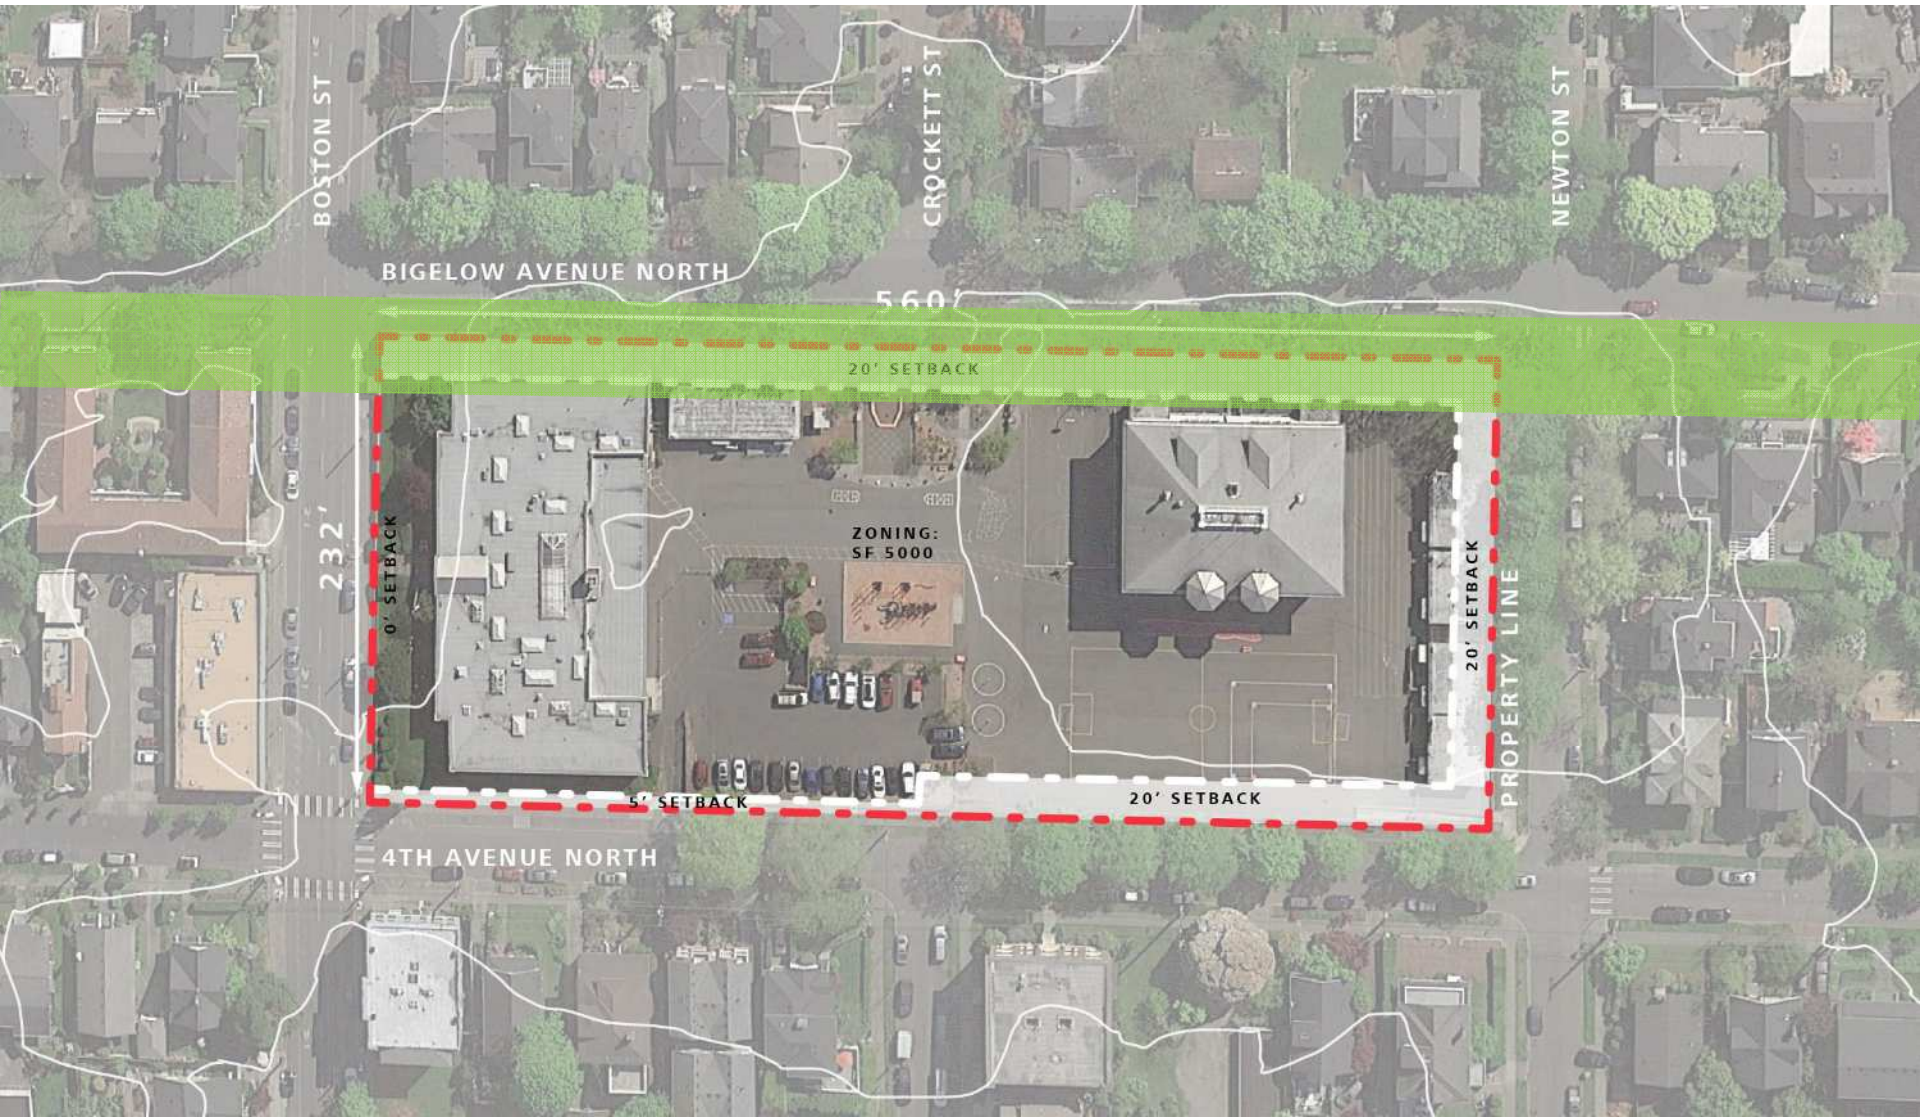 BOSTON ST
CROCKETT ST
NEWTON ST
BIGELOW AVENUE NORTH
560'
20' SETBACK
232'
0' SETBACK
ZONING:
SF 5000
20' SETBACK
PROPERTY LINE
5' SETBACK
20' SETBACK
4TH AVENUE NORTH